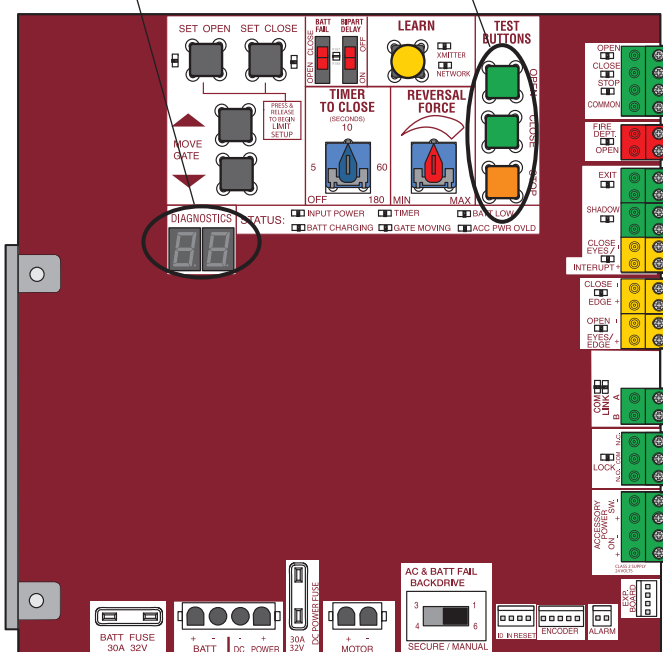 SET OPEN
SET CLOSE
PRESS &
RELEASE
TO BEGIN
LIMIT
SETUP
MOVE
GATE
BATT
FAIL
BIPART
DELAY
OPEN CLOSE
ON OFF
LEARN
XMITTER
NETWORK
TIMER
TO CLOSE
(SECONDS)
10
5
60
OFF
180
REVERSAL
FORCE
MIN
MAX
TEST
BUTTONS
OPEN
CLOSE
STOP
DIAGNOSTICS
STATUS:
INPUT POWER
TIMER
BATT LOW
BATT CHARGING
GATE MOVING
ACC PWR OVLD
OPEN
CLOSE
STOP
COMMON
FIRE
DEPT.
OPEN
EXIT
SHADOW
CLOSE -
EYES/
INTERUPT +
CLOSE -
EDGE +
OPEN -
EYES/ +
EDGE
COM
LINK
A
B
LOCK
N.C.
COM
N.O.
ACCESSORY
POWER
SW.
ON
- + - +
CLASS 2 SUPPLY
24 VOLTS
EXP.
BOARD
BATT FUSE
30A 32V
+ -
BATT
- +
DC POWER
DC POWER FUSE
30A
32V
+ -
MOTOR
AC & BATT FAIL
BACKDRIVE
3
1
4
6
SECURE / MANUAL
RESET
ENCODER
ALARM